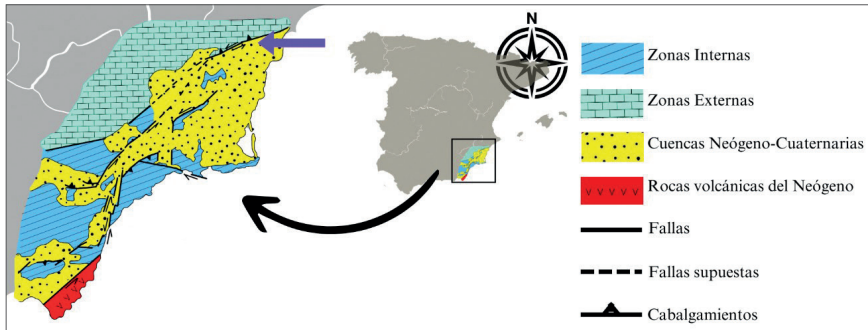 N
Zonas Internas
Zonas Externas
Cuencas Neógeno-Cuaternarias
Rocas volcánicas del Neógeno
Fallas
Fallas supuestas
Cabalgamientos